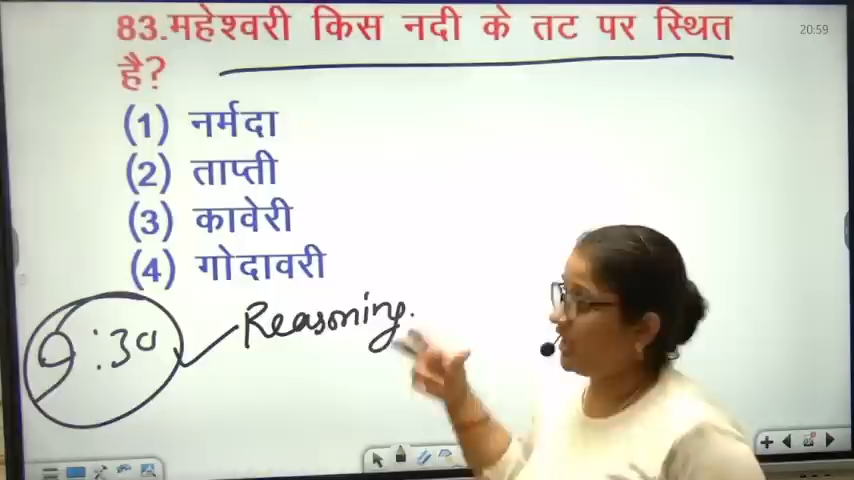 83.महेश्वरी किस नदी के तट पर स्थित
है?
(1) नर्मदा
(2) ताप्ती
(3) कावेरी
(4) गोदावरी
9:30 Reasoning.
20:59